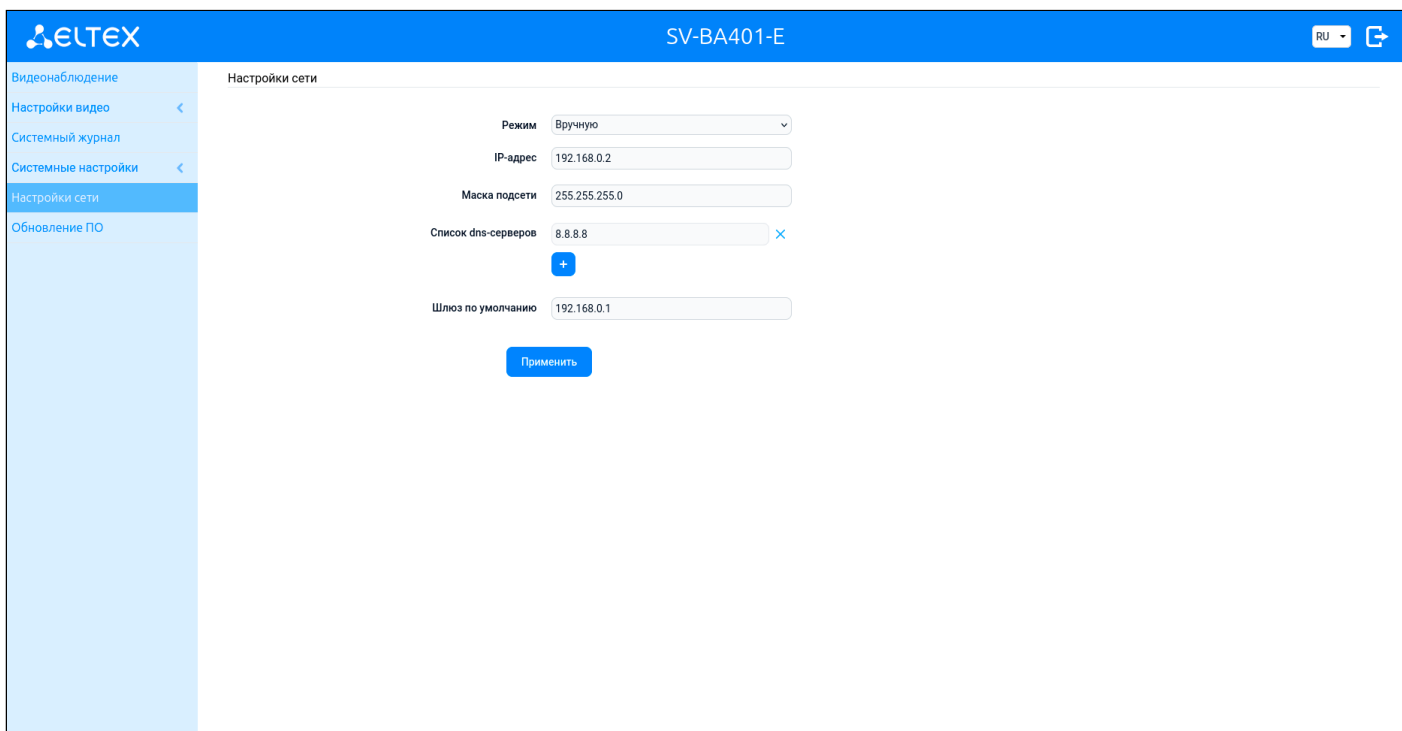 ELTEX
SV-BA401-E
RU
Видеонаблюдение
Настройки видео
Системный журнал
Системные настройки
Настройки сети
Обновление ПО
Настройки сети
Режим Вручную
IP-адрес 192.168.0.2
Маска подсети 255.255.255.0
Список dns-серверов 8.8.8.8
+
Шлюз по умолчанию 192.168.0.1
Применить